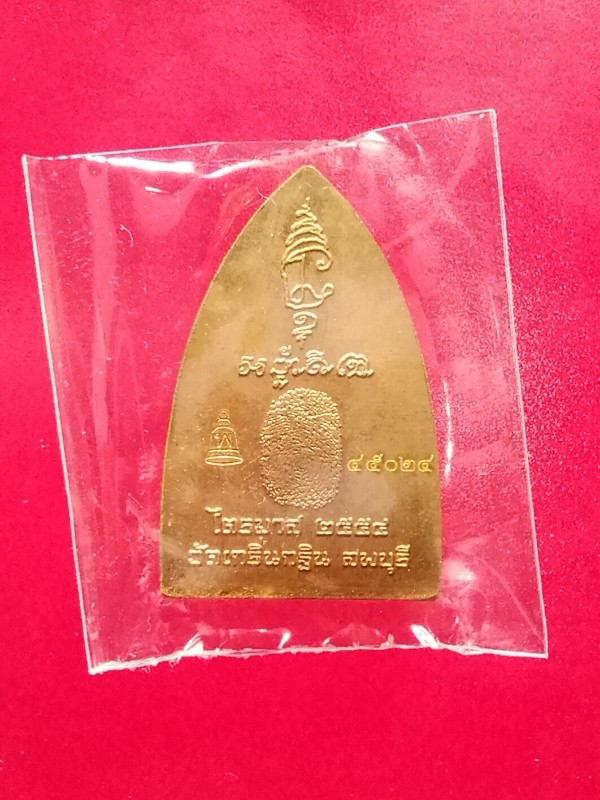 ๔๕๐๒๔
ไตรมาส ๒๕๕๔
วัดเกริ่นกฐิน ลพบุรี